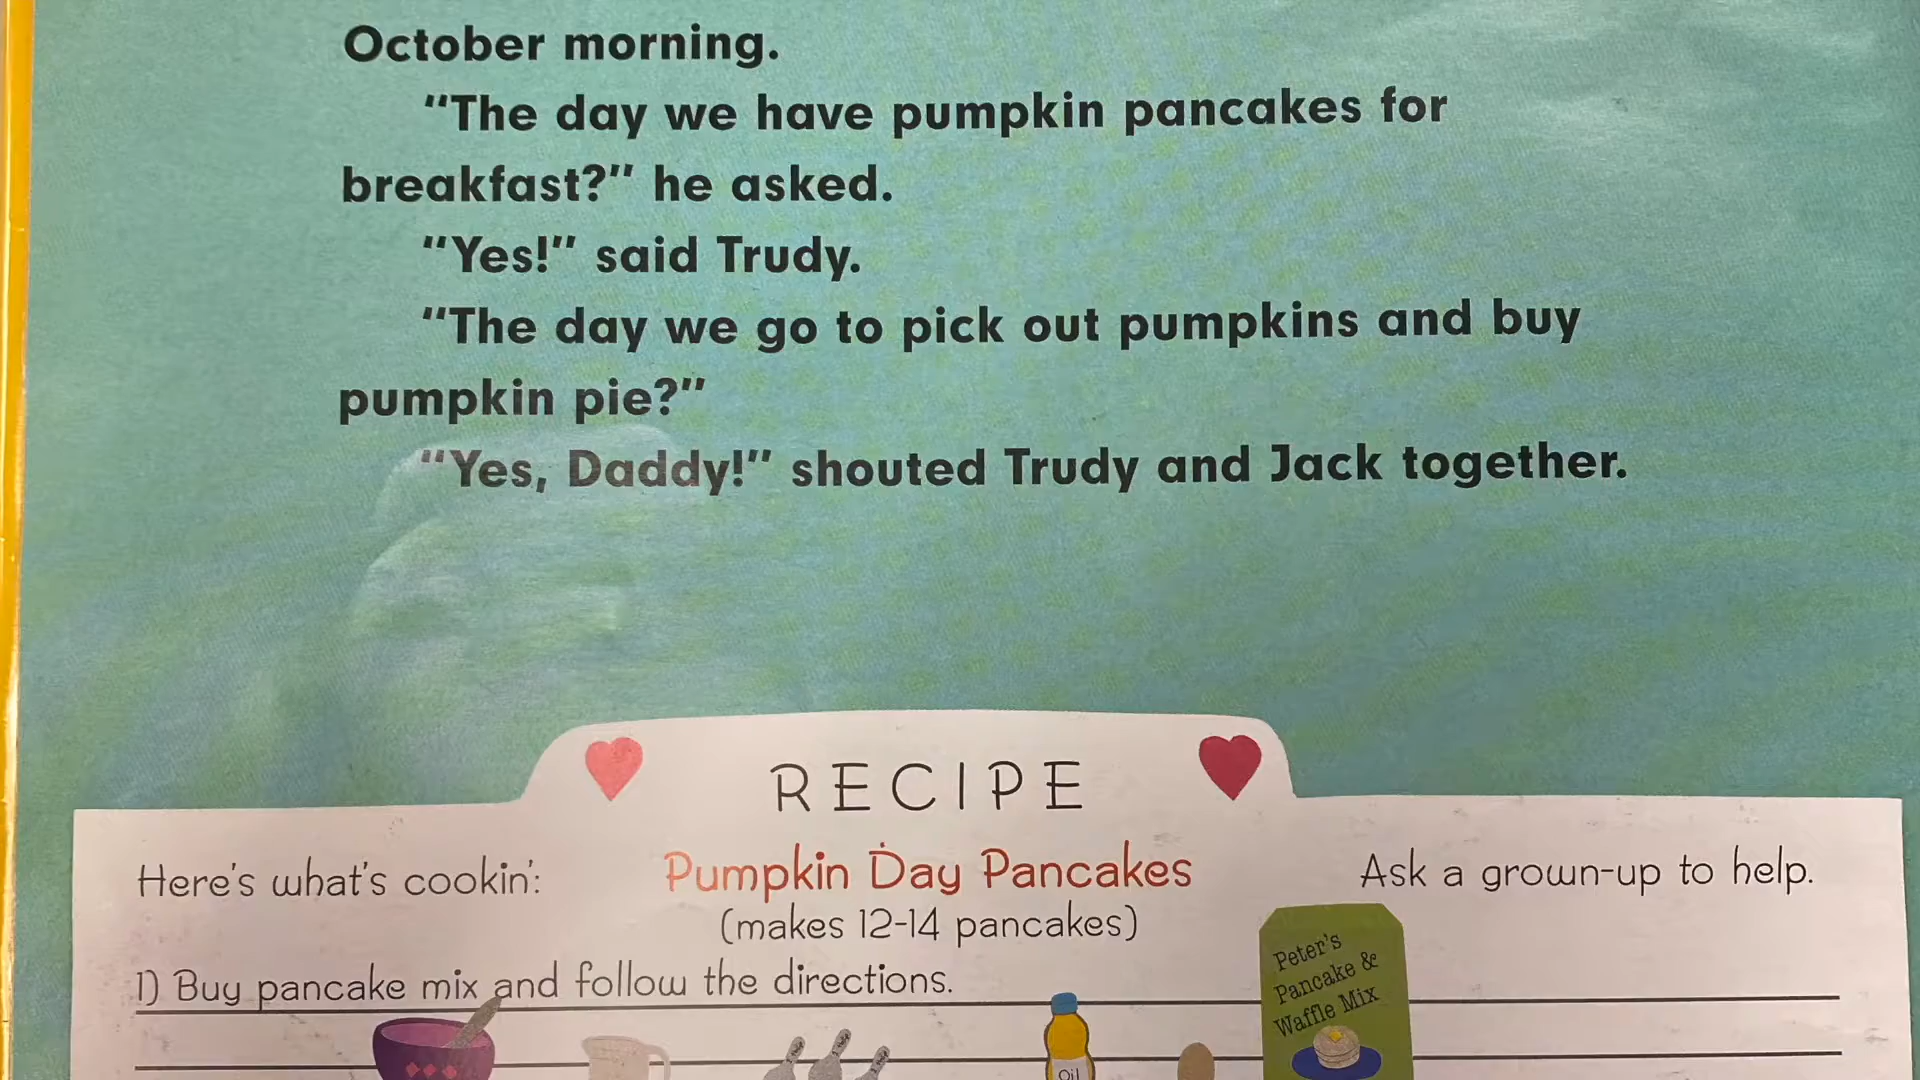 October morning.
"The day we have pumpkin pancakes for
breakfast?" he asked.
"Yes!" said Trudy.
"The day we go to pick out pumpkins and buy
pumpkin pie?"
"Yes, Daddy!" shouted Trudy and Jack together.
RECIPE
Here's what's cookin':
Pumpkin Day Pancakes
Ask a grown-up to help.
(makes 12-14 pancakes)
1) Buy pancake mix and follow the directions.
Peter's
Pancake &
Waffle Mix
Oil